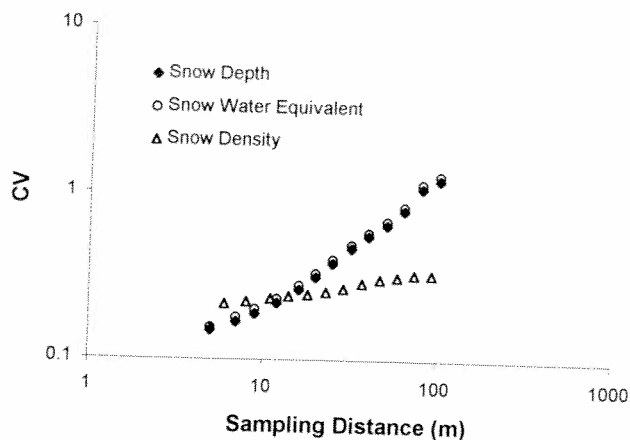 10
Snow Depth
Snow Water Equivalent
Snow Density
CV
1
0.1
1 10 100 1000
Sampling Distance (m)